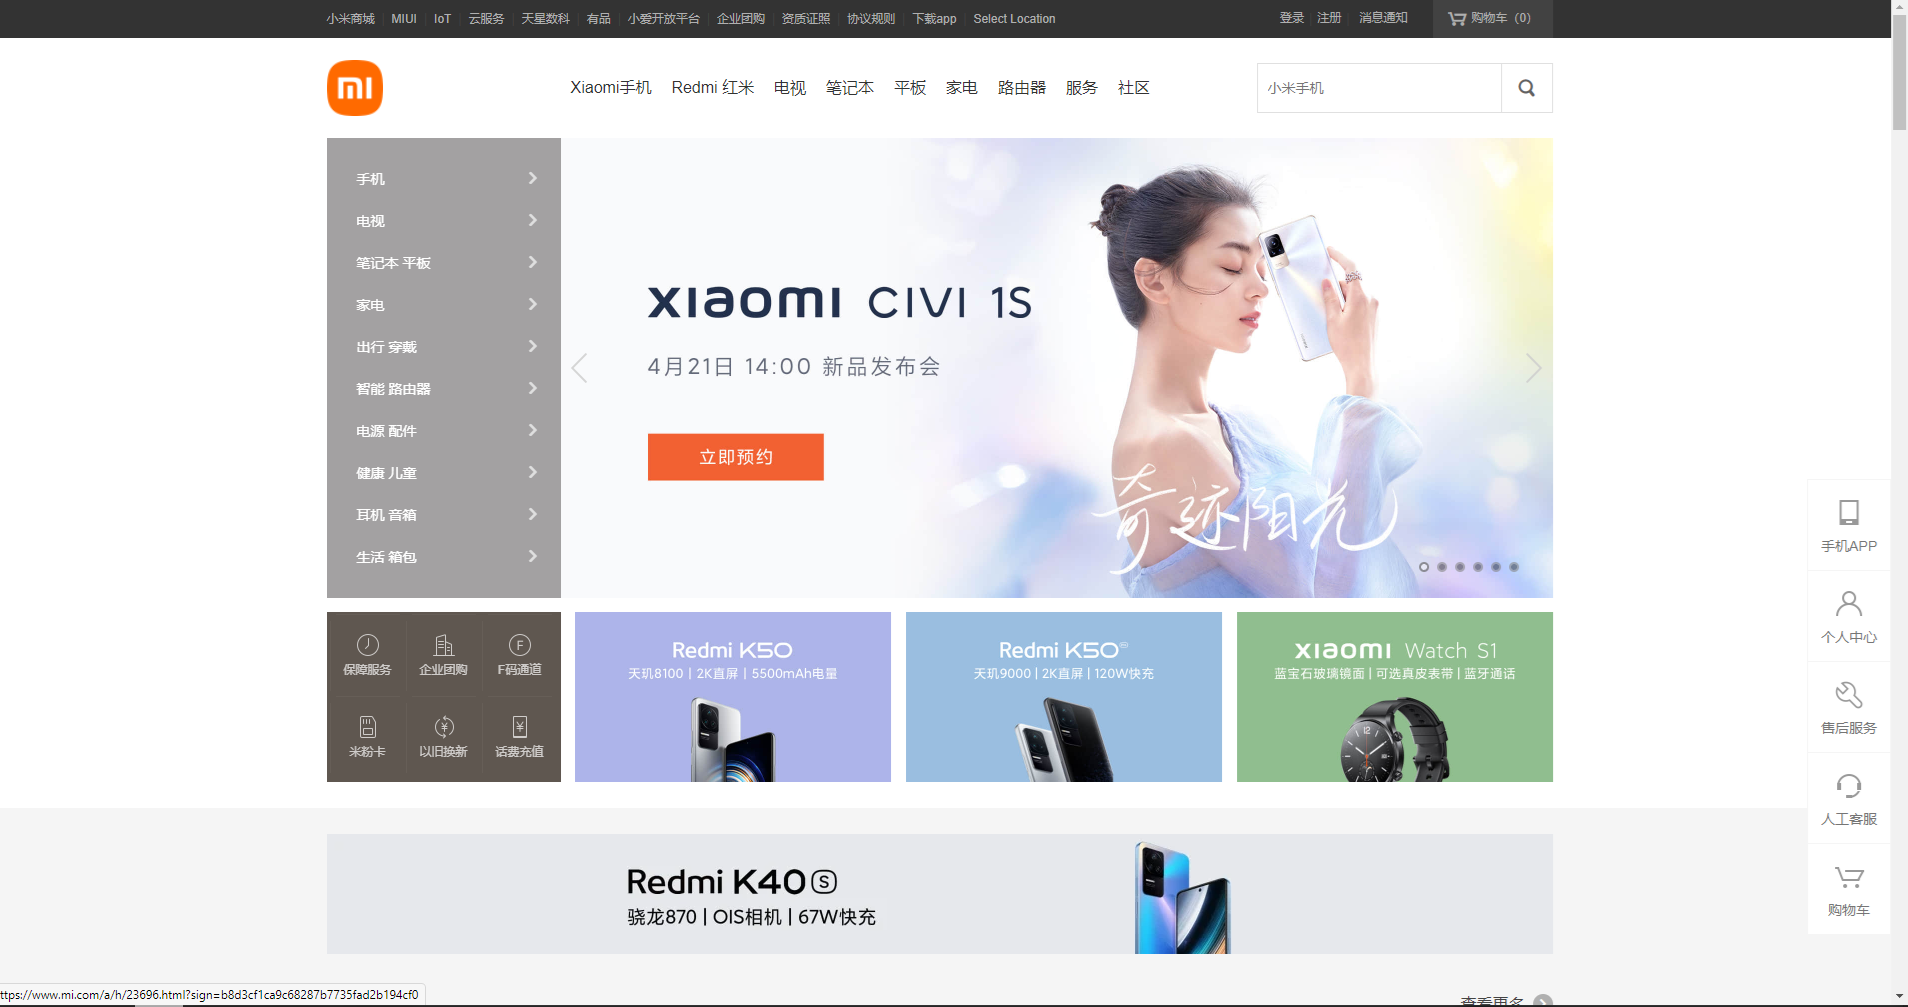 小米商城 MIUI IoT 云服务 天星数科 有品 小爱开放平台 企业团购 资质证照 协议规则 下载app Select Location 登录 注册 消息通知 购物车（0）
mi Xiaomi手机 Redmi 红米 电视 笔记本 平板 家电 路由器 服务 社区 小米手机
手机
电视
笔记本 平板
家电
出行 穿戴
智能 路由器
电源 配件
健康 儿童
耳机 音箱
生活 箱包
xiaomi CIVI 1S
4月21日 14:00 新品发布会
立即预约
奇迹阳光
保障服务 企业团购 F码通道
米粉卡 以旧换新 话费充值
Redmi K50
天玑8100 | 2K直屏 | 5500mAh电量
Redmi K50
天玑9000 | 2K直屏 | 120W快充
xiaomi Watch S1
蓝宝石玻璃镜面 | 可选真皮表带 | 蓝牙通话
手机APP
个人中心
售后服务
人工客服
购物车
Redmi K40 S
骁龙870 | OIS相机 | 67W快充
查看更多
ttps://www.mi.com/a/h/23696.html?sign=b8d3cf1ca9c68287b7735fad2b194cf0